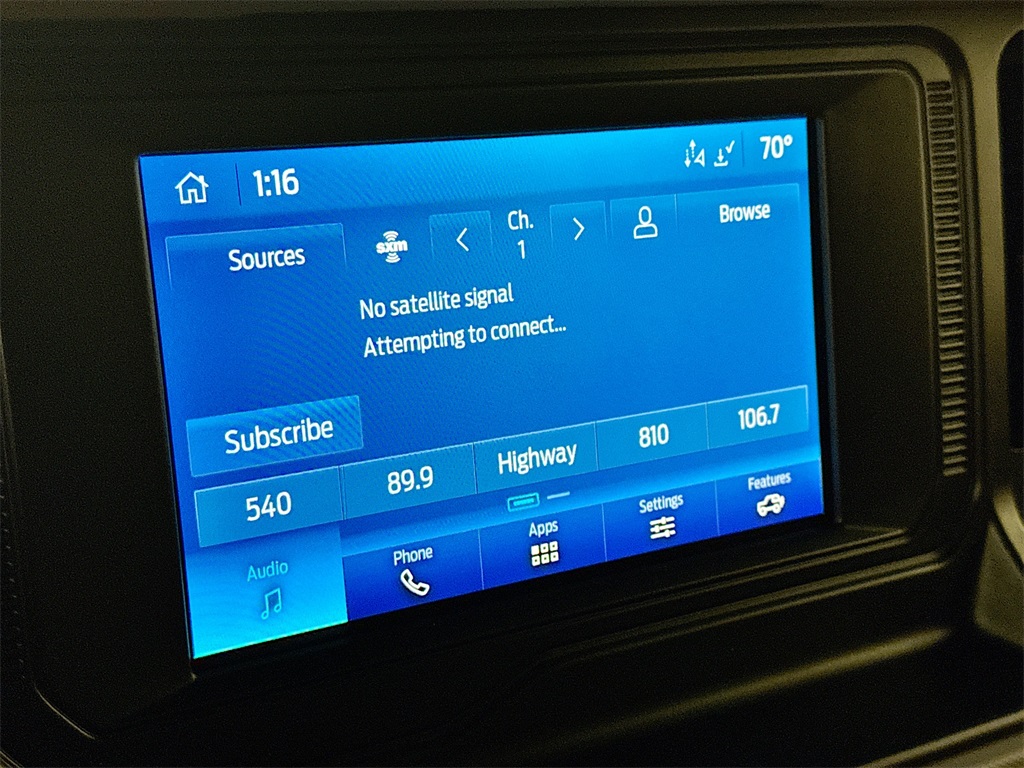 1:16
70°
Sources
sxm
Ch.
1
Browse
No satellite signal
Attempting to connect...
Subscribe
540
89.9
Highway
810
106.7
Audio
Phone
Apps
Settings
Features